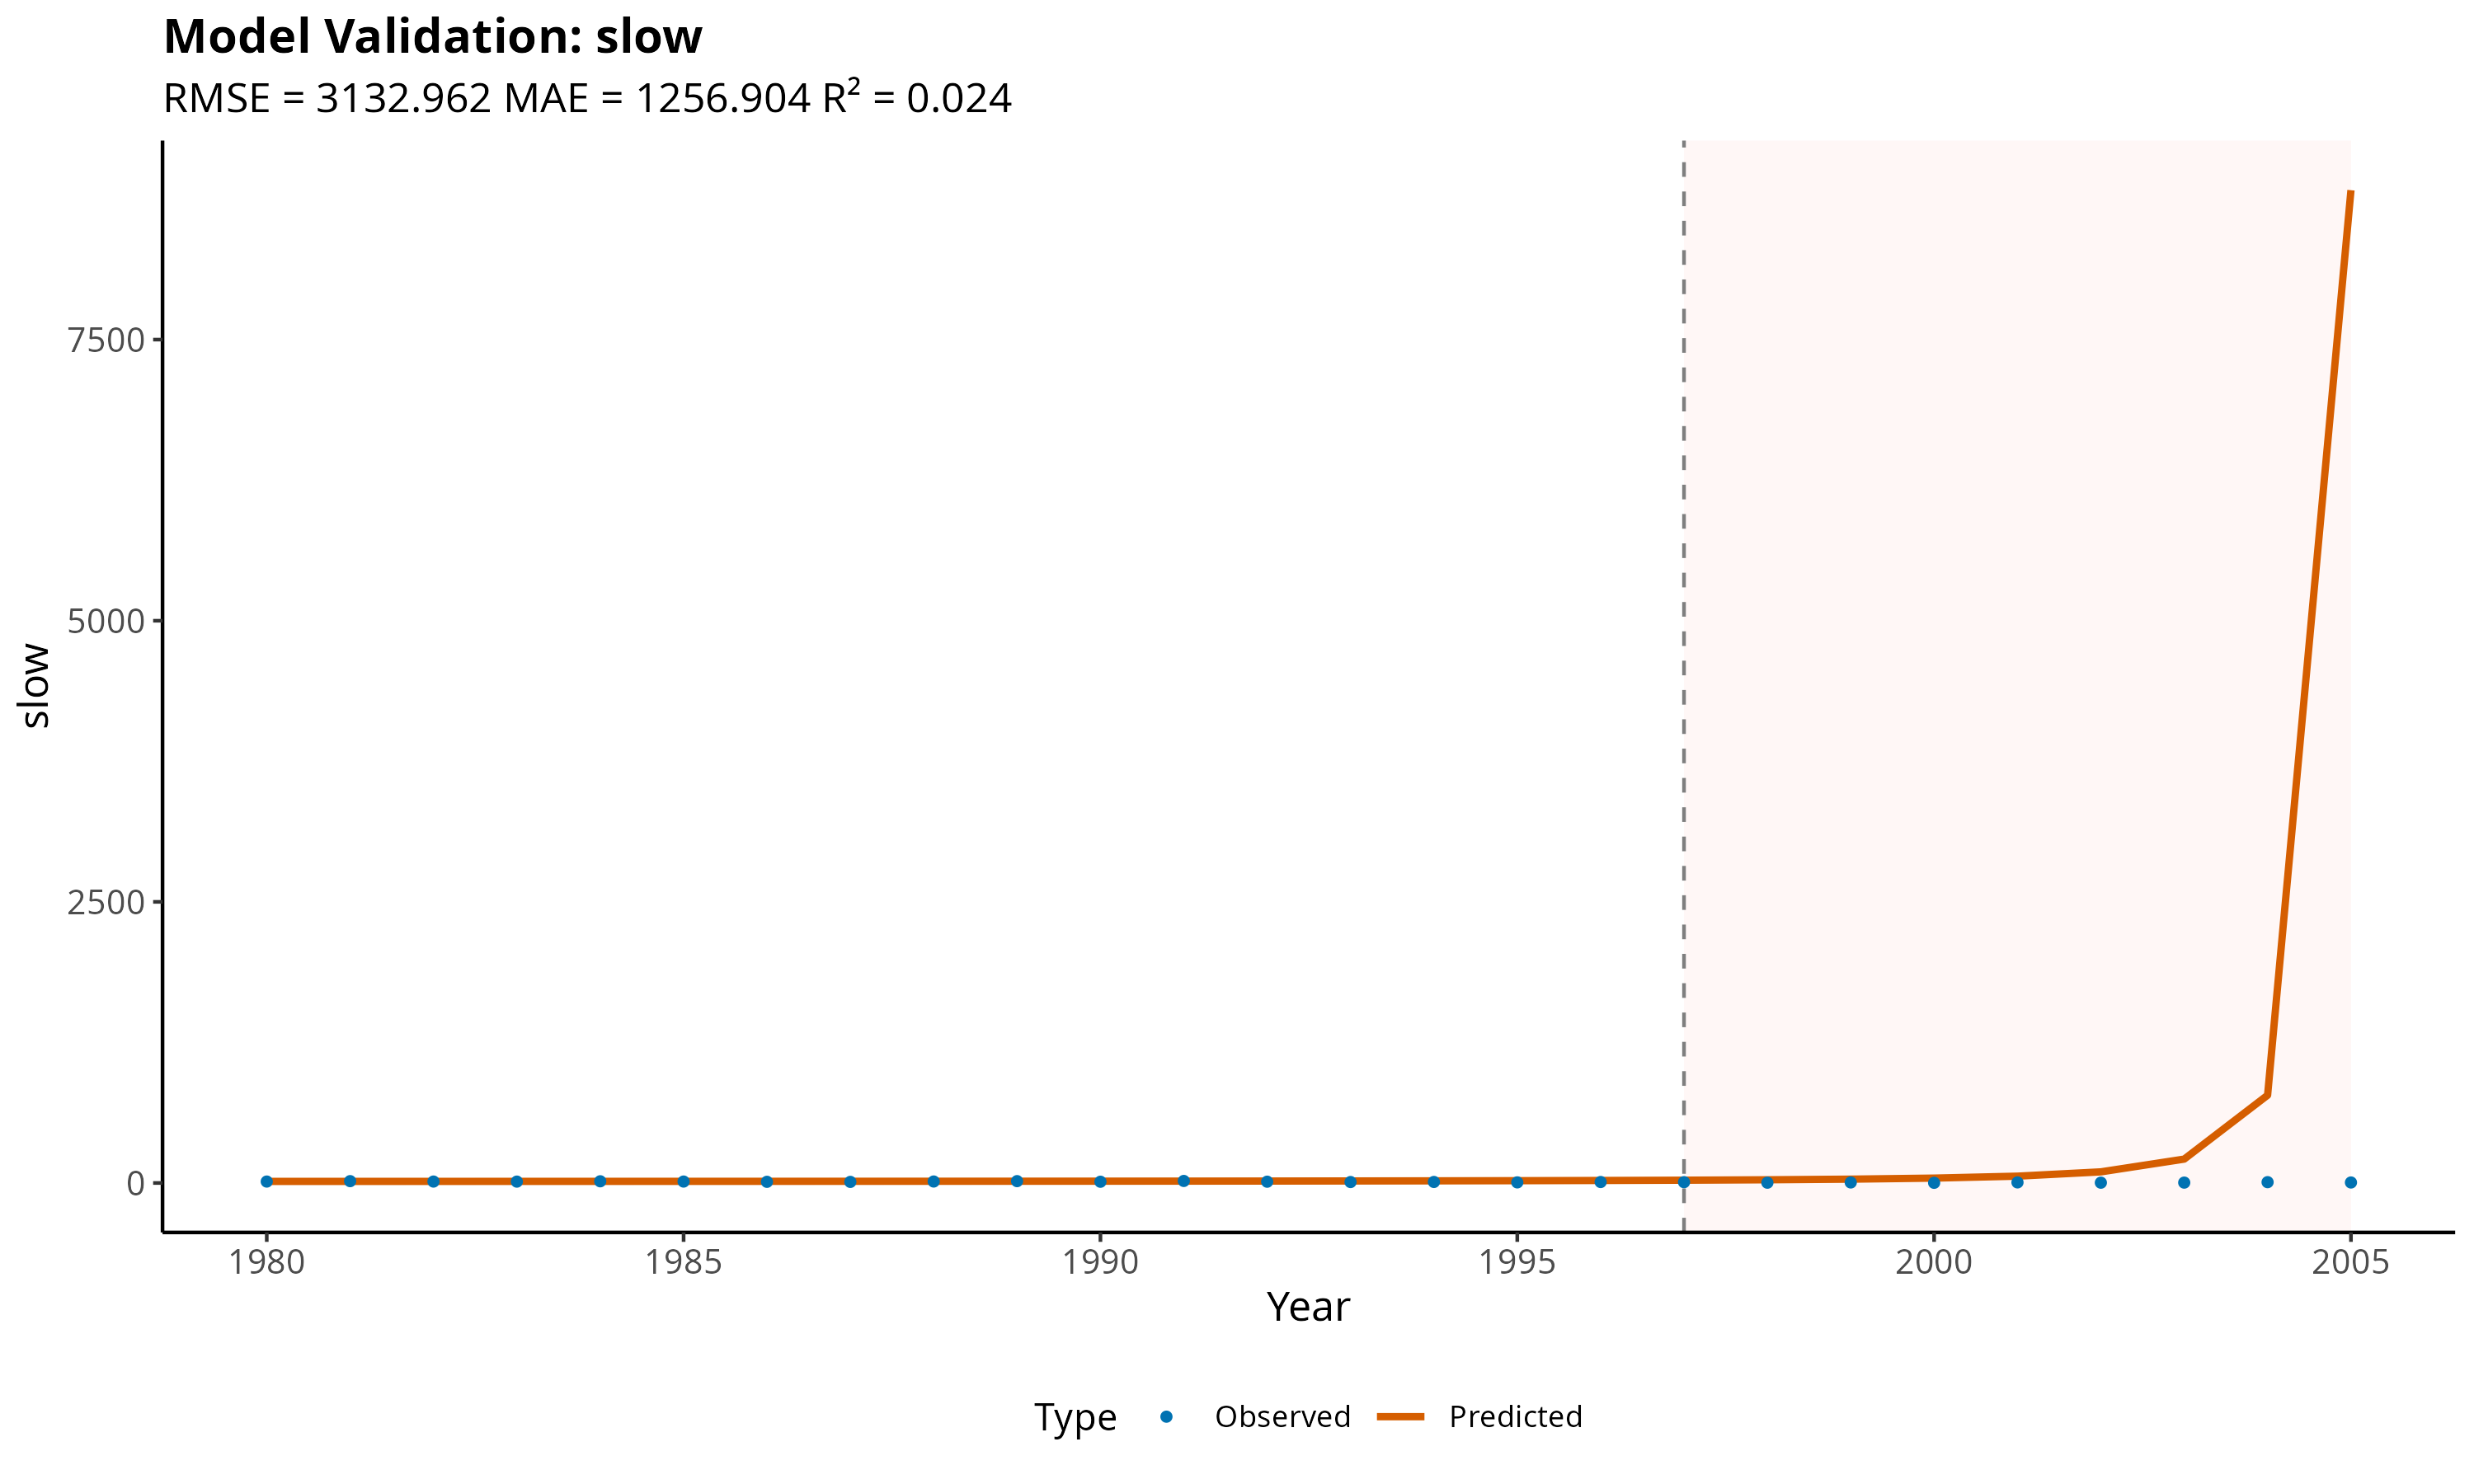 Model Validation: slow
RMSE = 3132.962 MAE = 1256.904 R² = 0.024
7500
5000
2500
0
slow
1980
1985
1990
1995
2000
2005
Year
Type
Observed
Predicted